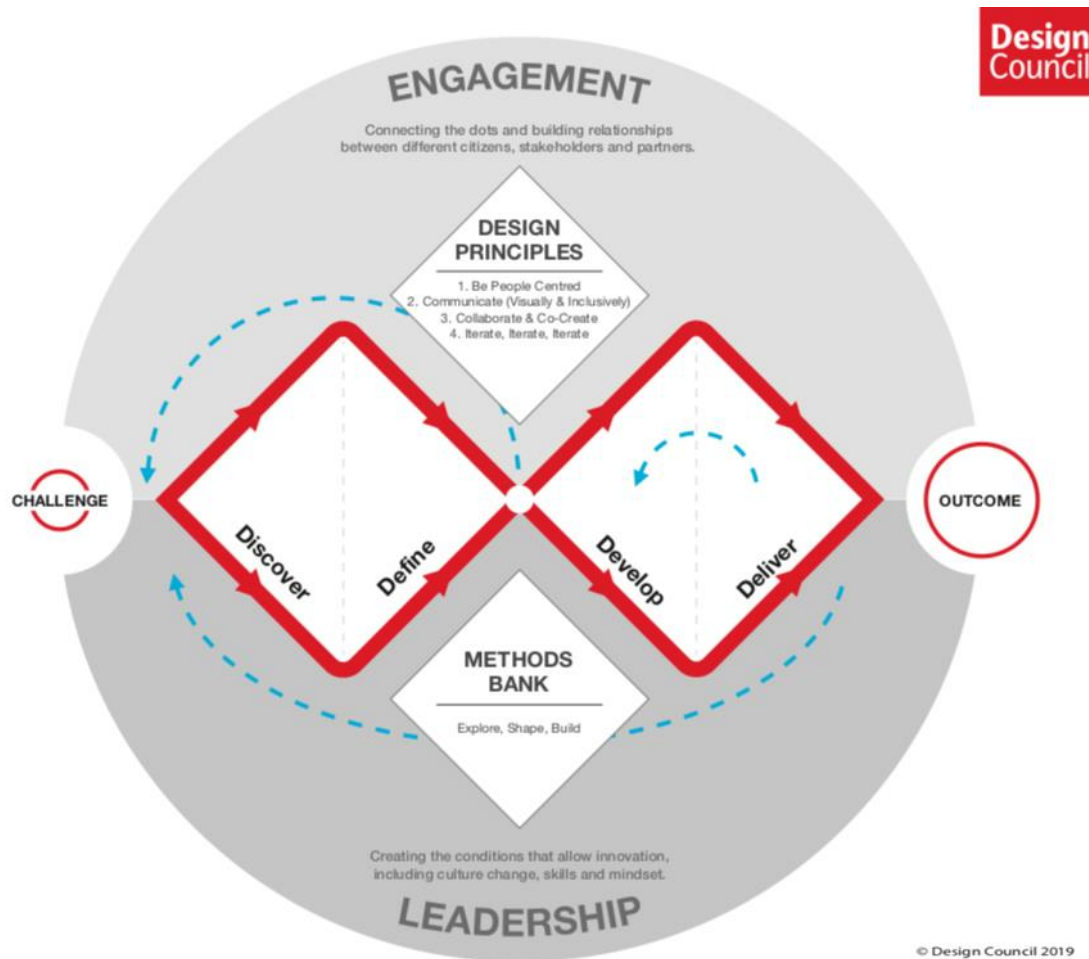 Design
Council
ENGAGEMENT
Connecting the dots and building relationships
between different citizens, stakeholders and partners.
DESIGN
PRINCIPLES
1. Be People Centred
2. Communicate (Visually & Inclusively)
3. Collaborate & Co-Create
4. Iterate, Iterate, Iterate
CHALLENGE
OUTCOME
Discover
Define
Develop
Deliver
METHODS
BANK
Explore, Shape, Build
Creating the conditions that allow innovation,
including culture change, skills and mindset.
LEADERSHIP
© Design Council 2019